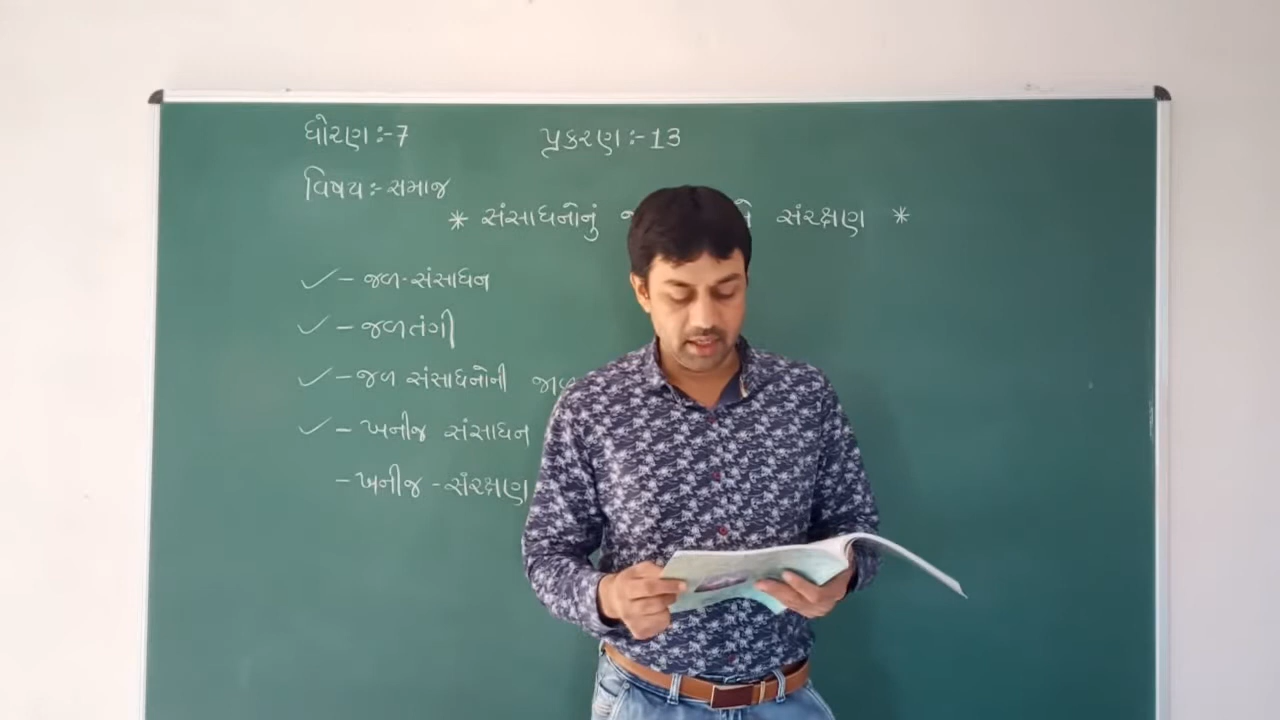 ધોરણ :- 7 પ્રકરણ :- 13
વિષય :- સમાજ
* સંસાધનોનું સંરક્ષણ *
✓ - જળ-સંસાધન
✓ - જળતંગી
✓ - જળ સંસાધનોની
✓ - ખનીજ સંસાધન
- ખનીજ - સંરક્ષણ